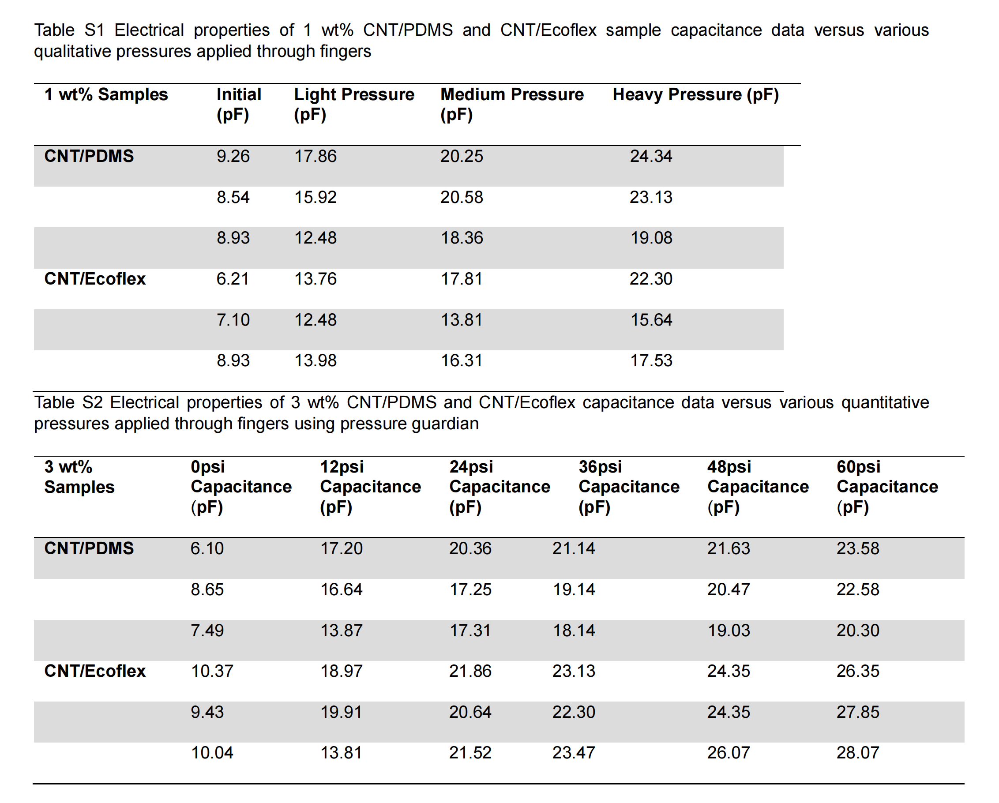 Table S1 Electrical properties of 1 wt% CNT/PDMS and CNT/Ecoflex sample capacitance data versus various
qualitative pressures applied through fingers
1 wt% Samples Initial (pF) Light Pressure (pF) Medium Pressure (pF) Heavy Pressure (pF)
CNT/PDMS 9.26 17.86 20.25 24.34
8.54 15.92 20.58 23.13
8.93 12.48 18.36 19.08
CNT/Ecoflex 6.21 13.76 17.81 22.30
7.10 12.48 13.81 15.64
8.93 13.98 16.31 17.53
Table S2 Electrical properties of 3 wt% CNT/PDMS and CNT/Ecoflex capacitance data versus various quantitative
pressures applied through fingers using pressure guardian
3 wt% Samples 0psi Capacitance (pF) 12psi Capacitance (pF) 24psi Capacitance (pF) 36psi Capacitance (pF) 48psi Capacitance (pF) 60psi Capacitance (pF)
CNT/PDMS 6.10 17.20 20.36 21.14 21.63 23.58
8.65 16.64 17.25 19.14 20.47 22.58
7.49 13.87 17.31 18.14 19.03 20.30
CNT/Ecoflex 10.37 18.97 21.86 23.13 24.35 26.35
9.43 19.91 20.64 22.30 24.35 27.85
10.04 13.81 21.52 23.47 26.07 28.07